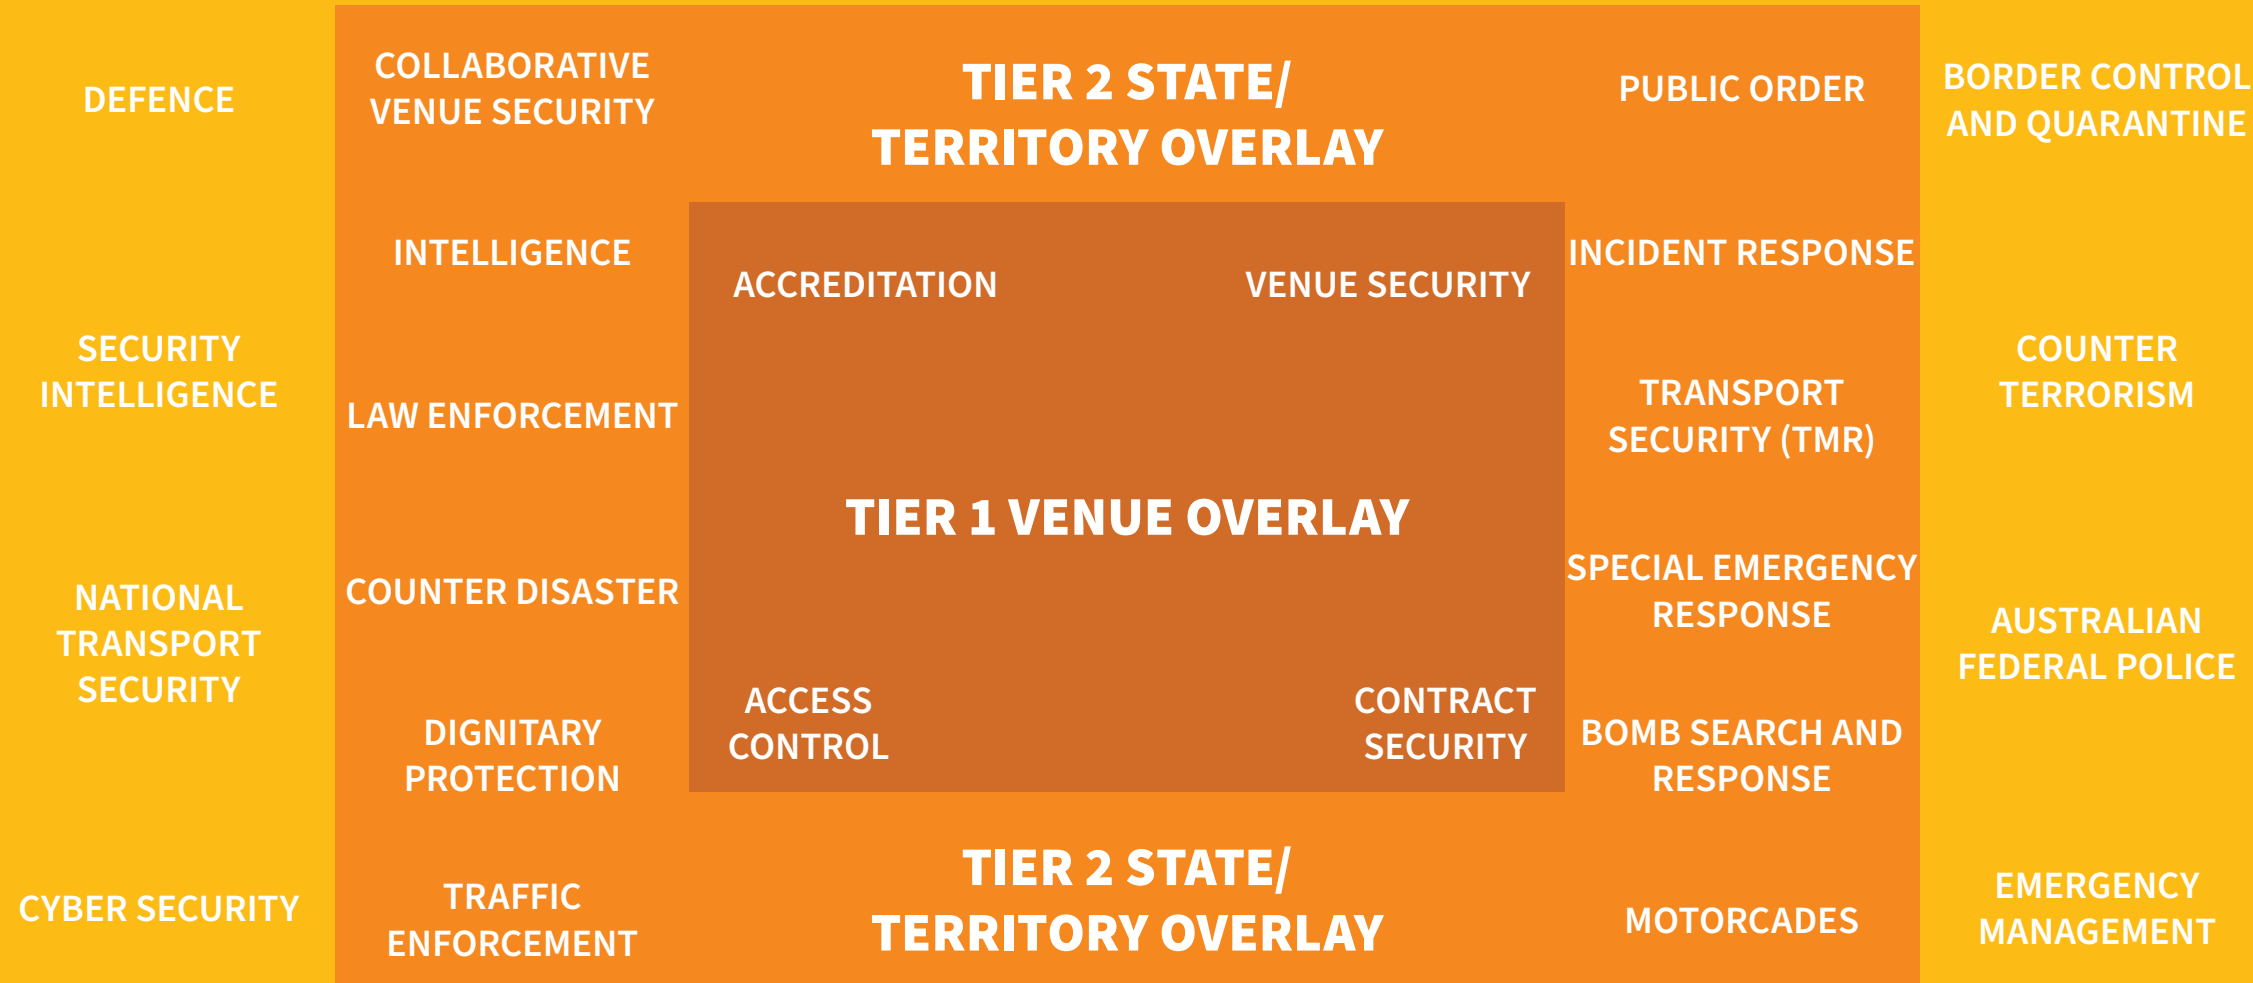 DEFENCE
SECURITY
INTELLIGENCE
NATIONAL
TRANSPORT
SECURITY
CYBER SECURITY
COLLABORATIVE
VENUE SECURITY
INTELLIGENCE
LAW ENFORCEMENT
COUNTER DISASTER
DIGNITARY
PROTECTION
TRAFFIC
ENFORCEMENT
TIER 2 STATE/
TERRITORY OVERLAY
ACCREDITATION
VENUE SECURITY
TIER 1 VENUE OVERLAY
ACCESS
CONTROL
CONTRACT
SECURITY
TIER 2 STATE/
TERRITORY OVERLAY
PUBLIC ORDER
INCIDENT RESPONSE
TRANSPORT
SECURITY (TMR)
SPECIAL EMERGENCY
RESPONSE
BOMB SEARCH AND
RESPONSE
MOTORCADES
BORDER CONTROL
AND QUARANTINE
COUNTER
TERRORISM
AUSTRALIAN
FEDERAL POLICE
EMERGENCY
MANAGEMENT